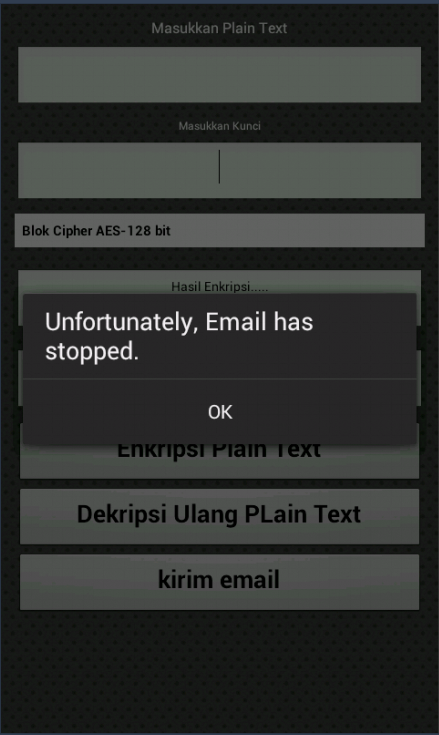 Masukkan Plain Text
Masukkan Kunci
Blok Cipher AES-128 bit
Hasil Enkripsi.....
Unfortunately, Email has
stopped.
OK
Enkripsi Plain Text
Dekripsi Ulang PLain Text
kirim email